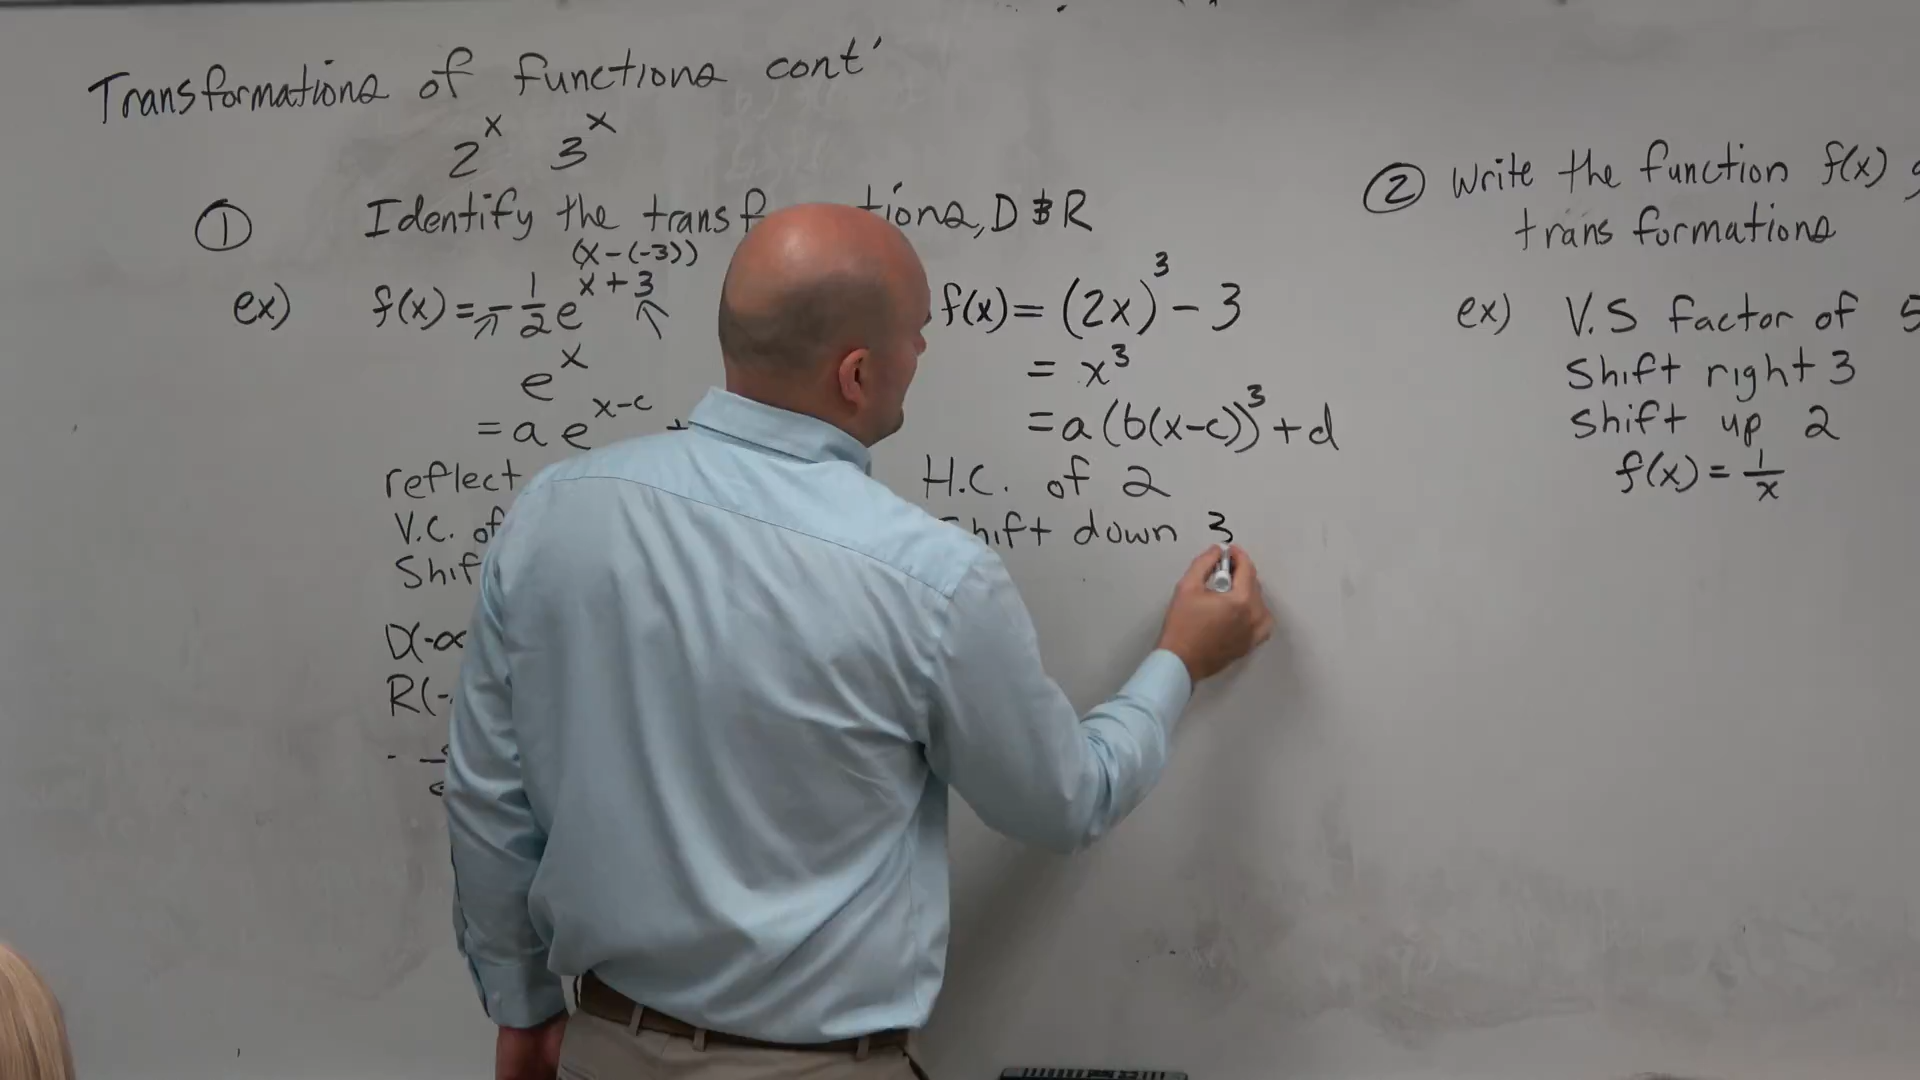 Transformations of functions cont'
2^x 3^x
① Identify the transf tions, D & R
(x-(-3))
ex) f(x) = -1/2 e^(x+3)
e^x
= a e^(x-c) +
reflect
V.C. of
Shif
D(-∞
R(-
f(x) = (2x)^3 - 3
= x^3
= a(b(x-c))^3 + d
H.C. of 2
Shift down 3
② Write the function f(x)
transformations
ex) V.S factor of 5
Shift right 3
Shift up 2
f(x) = 1/x